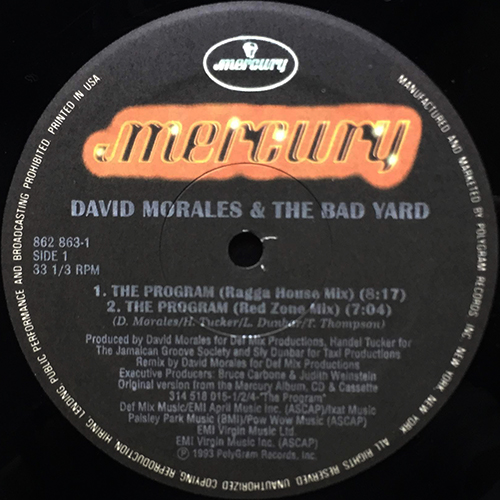 mercury
mercury
DAVID MORALES & THE BAD YARD
862 863-1
SIDE 1
33 1/3 RPM
1. THE PROGRAM (Ragga House Mix) (8:17)
2. THE PROGRAM (Red Zone Mix) (7:04)
(D. Morales/H. Tucker/L. Dunbar/T. Thompson)
Produced by David Morales for Def Mix Productions, Handel Tucker for
The Jamaican Groove Society and Sly Dunbar for Taxi Productions
Remix by David Morales for Def Mix Productions
Executive Producers: Bruce Carbone & Judith Weinstein
Original version from the Mercury Album, CD & Cassette
314 518 015-1/2/4 "The Program"
Def Mix Music/EMI April Music Inc. (ASCAP)/Ixat Music
Paisley Park Music (BMI)/Pow Wow Music (ASCAP)
EMI Virgin Music Ltd.
EMI Virgin Music Inc. (ASCAP)
℗ 1993 PolyGram Records, Inc.
MANUFACTURED AND MARKETED BY POLYGRAM RECORDS INC. NEW YORK, NEW YORK
ALL RIGHTS RESERVED UNAUTHORIZED COPYING, REPRODUCTION HIRING LENDING, PUBLIC PERFORMANCE AND BROADCASTING PROHIBITED. PRINTED IN USA